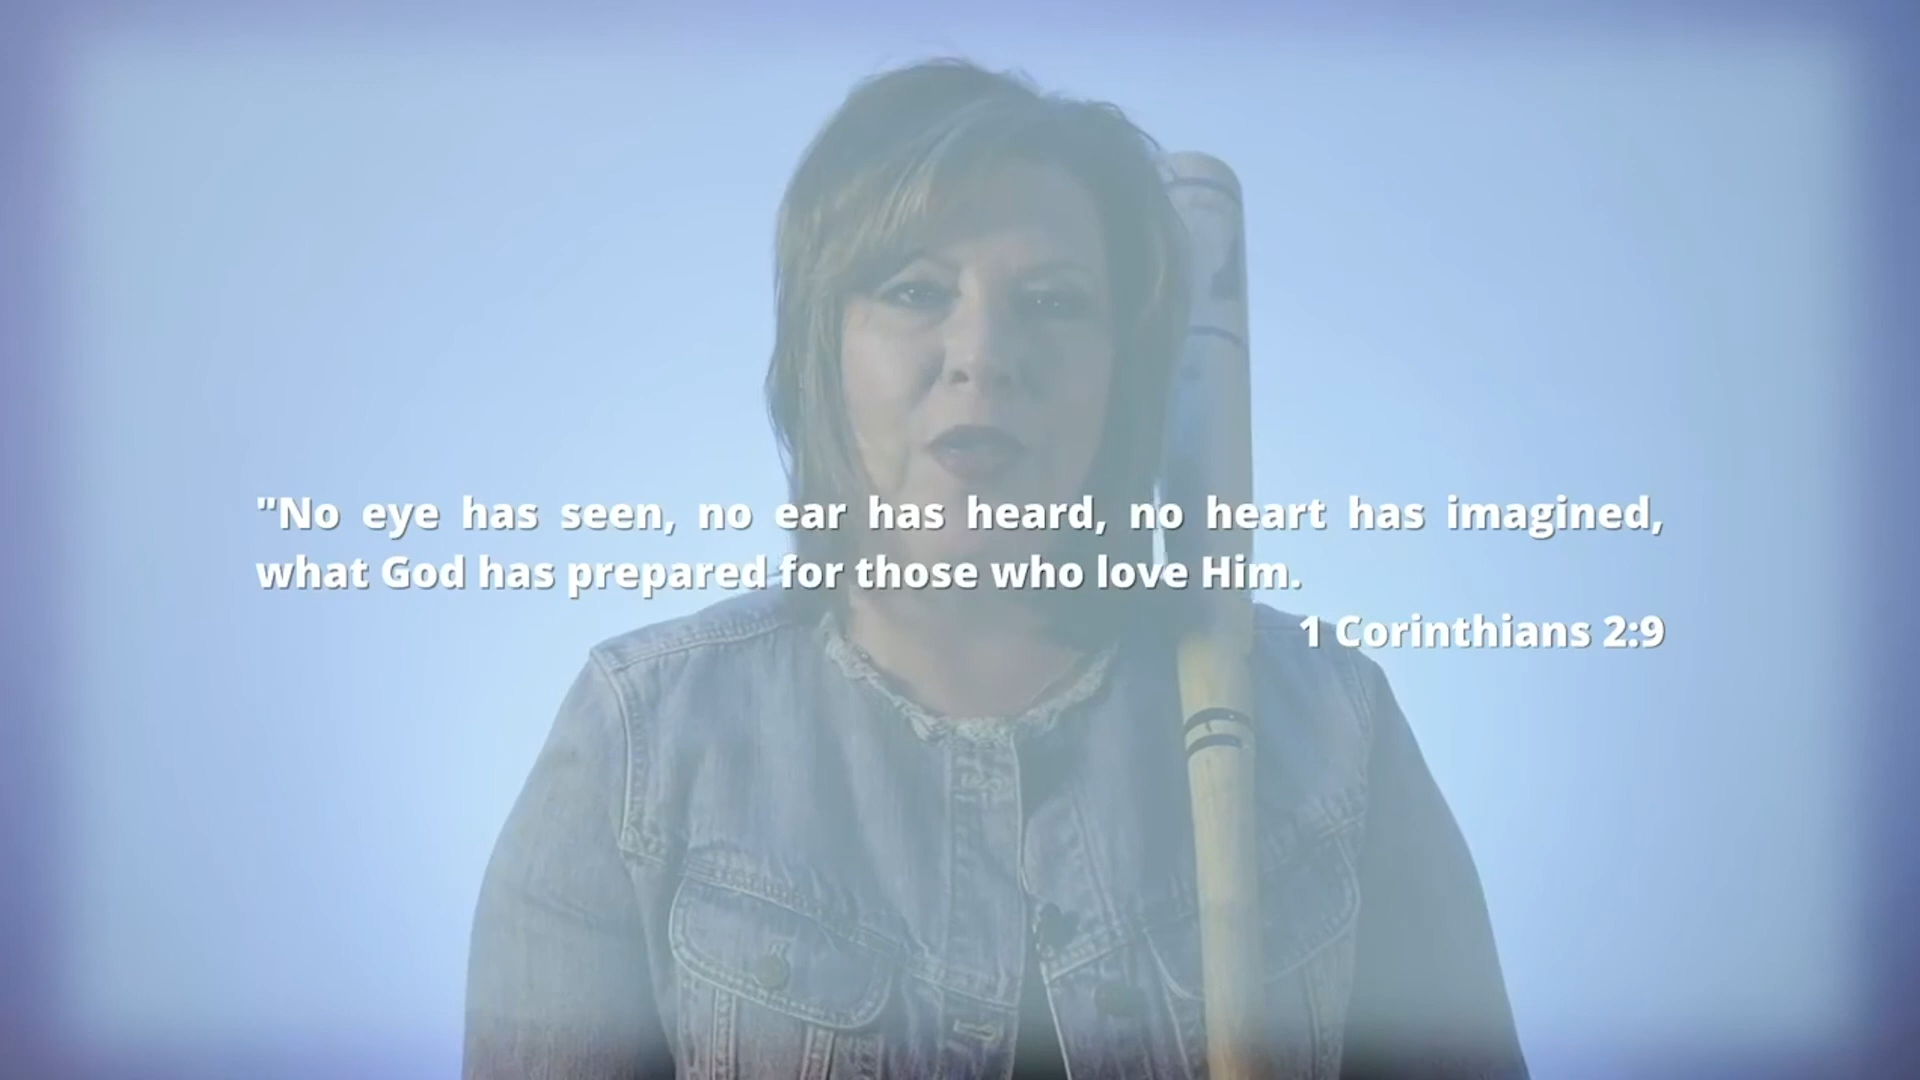 "No eye has seen, no ear has heard, no heart has imagined,
what God has prepared for those who love Him.
1 Corinthians 2:9